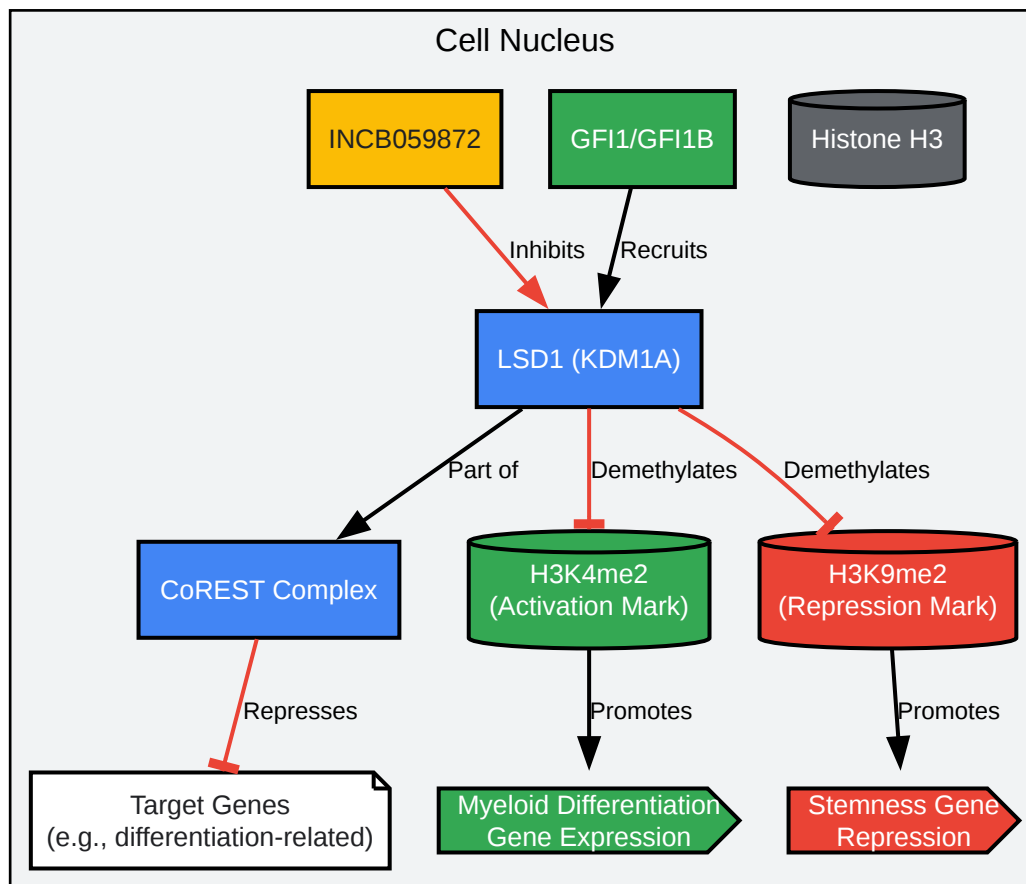 Cell Nucleus
INCB059872
GFI1/GFI1B
Histone H3
Inhibits
Recruits
LSD1 (KDM1A)
Part of
Demethylates
Demethylates
CoREST Complex
H3K4me2
(Activation Mark)
H3K9me2
(Repression Mark)
Represses
Promotes
Promotes
Target Genes
(e.g., differentiation-related)
Myeloid Differentiation
Gene Expression
Stemness Gene
Repression